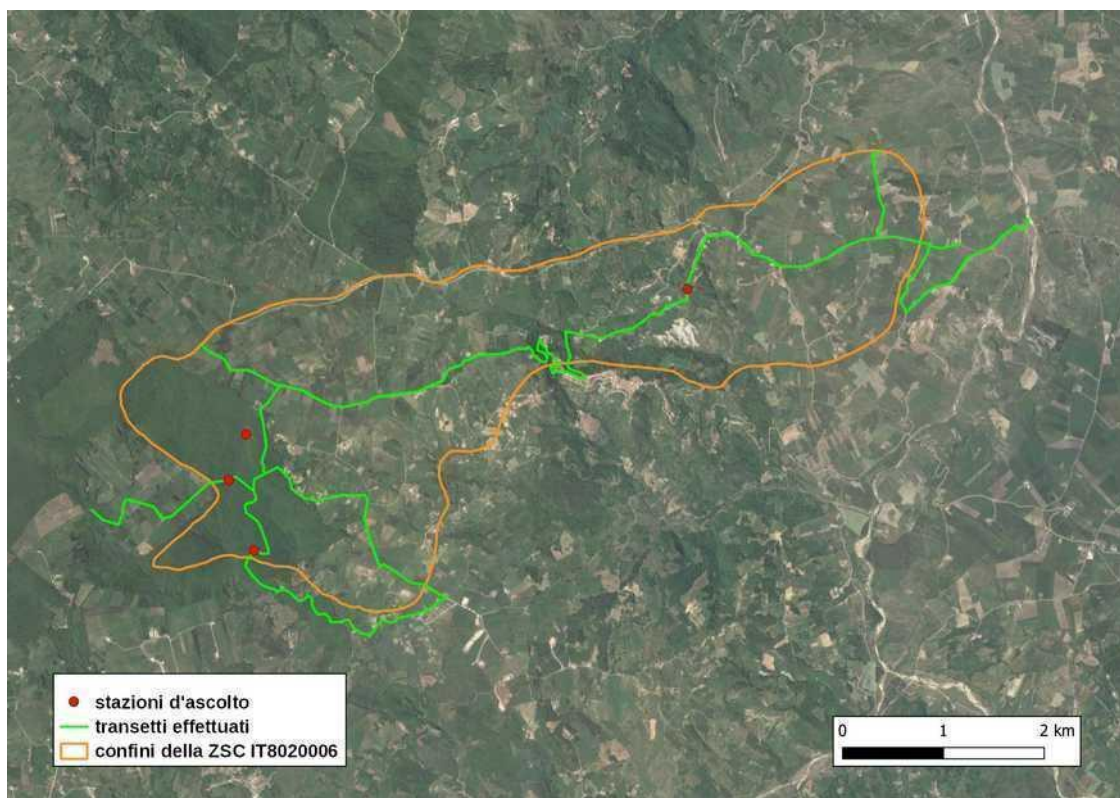 stazioni d'ascolto
transetti effettuati
confini della ZSC IT8020006
0 1 2 km